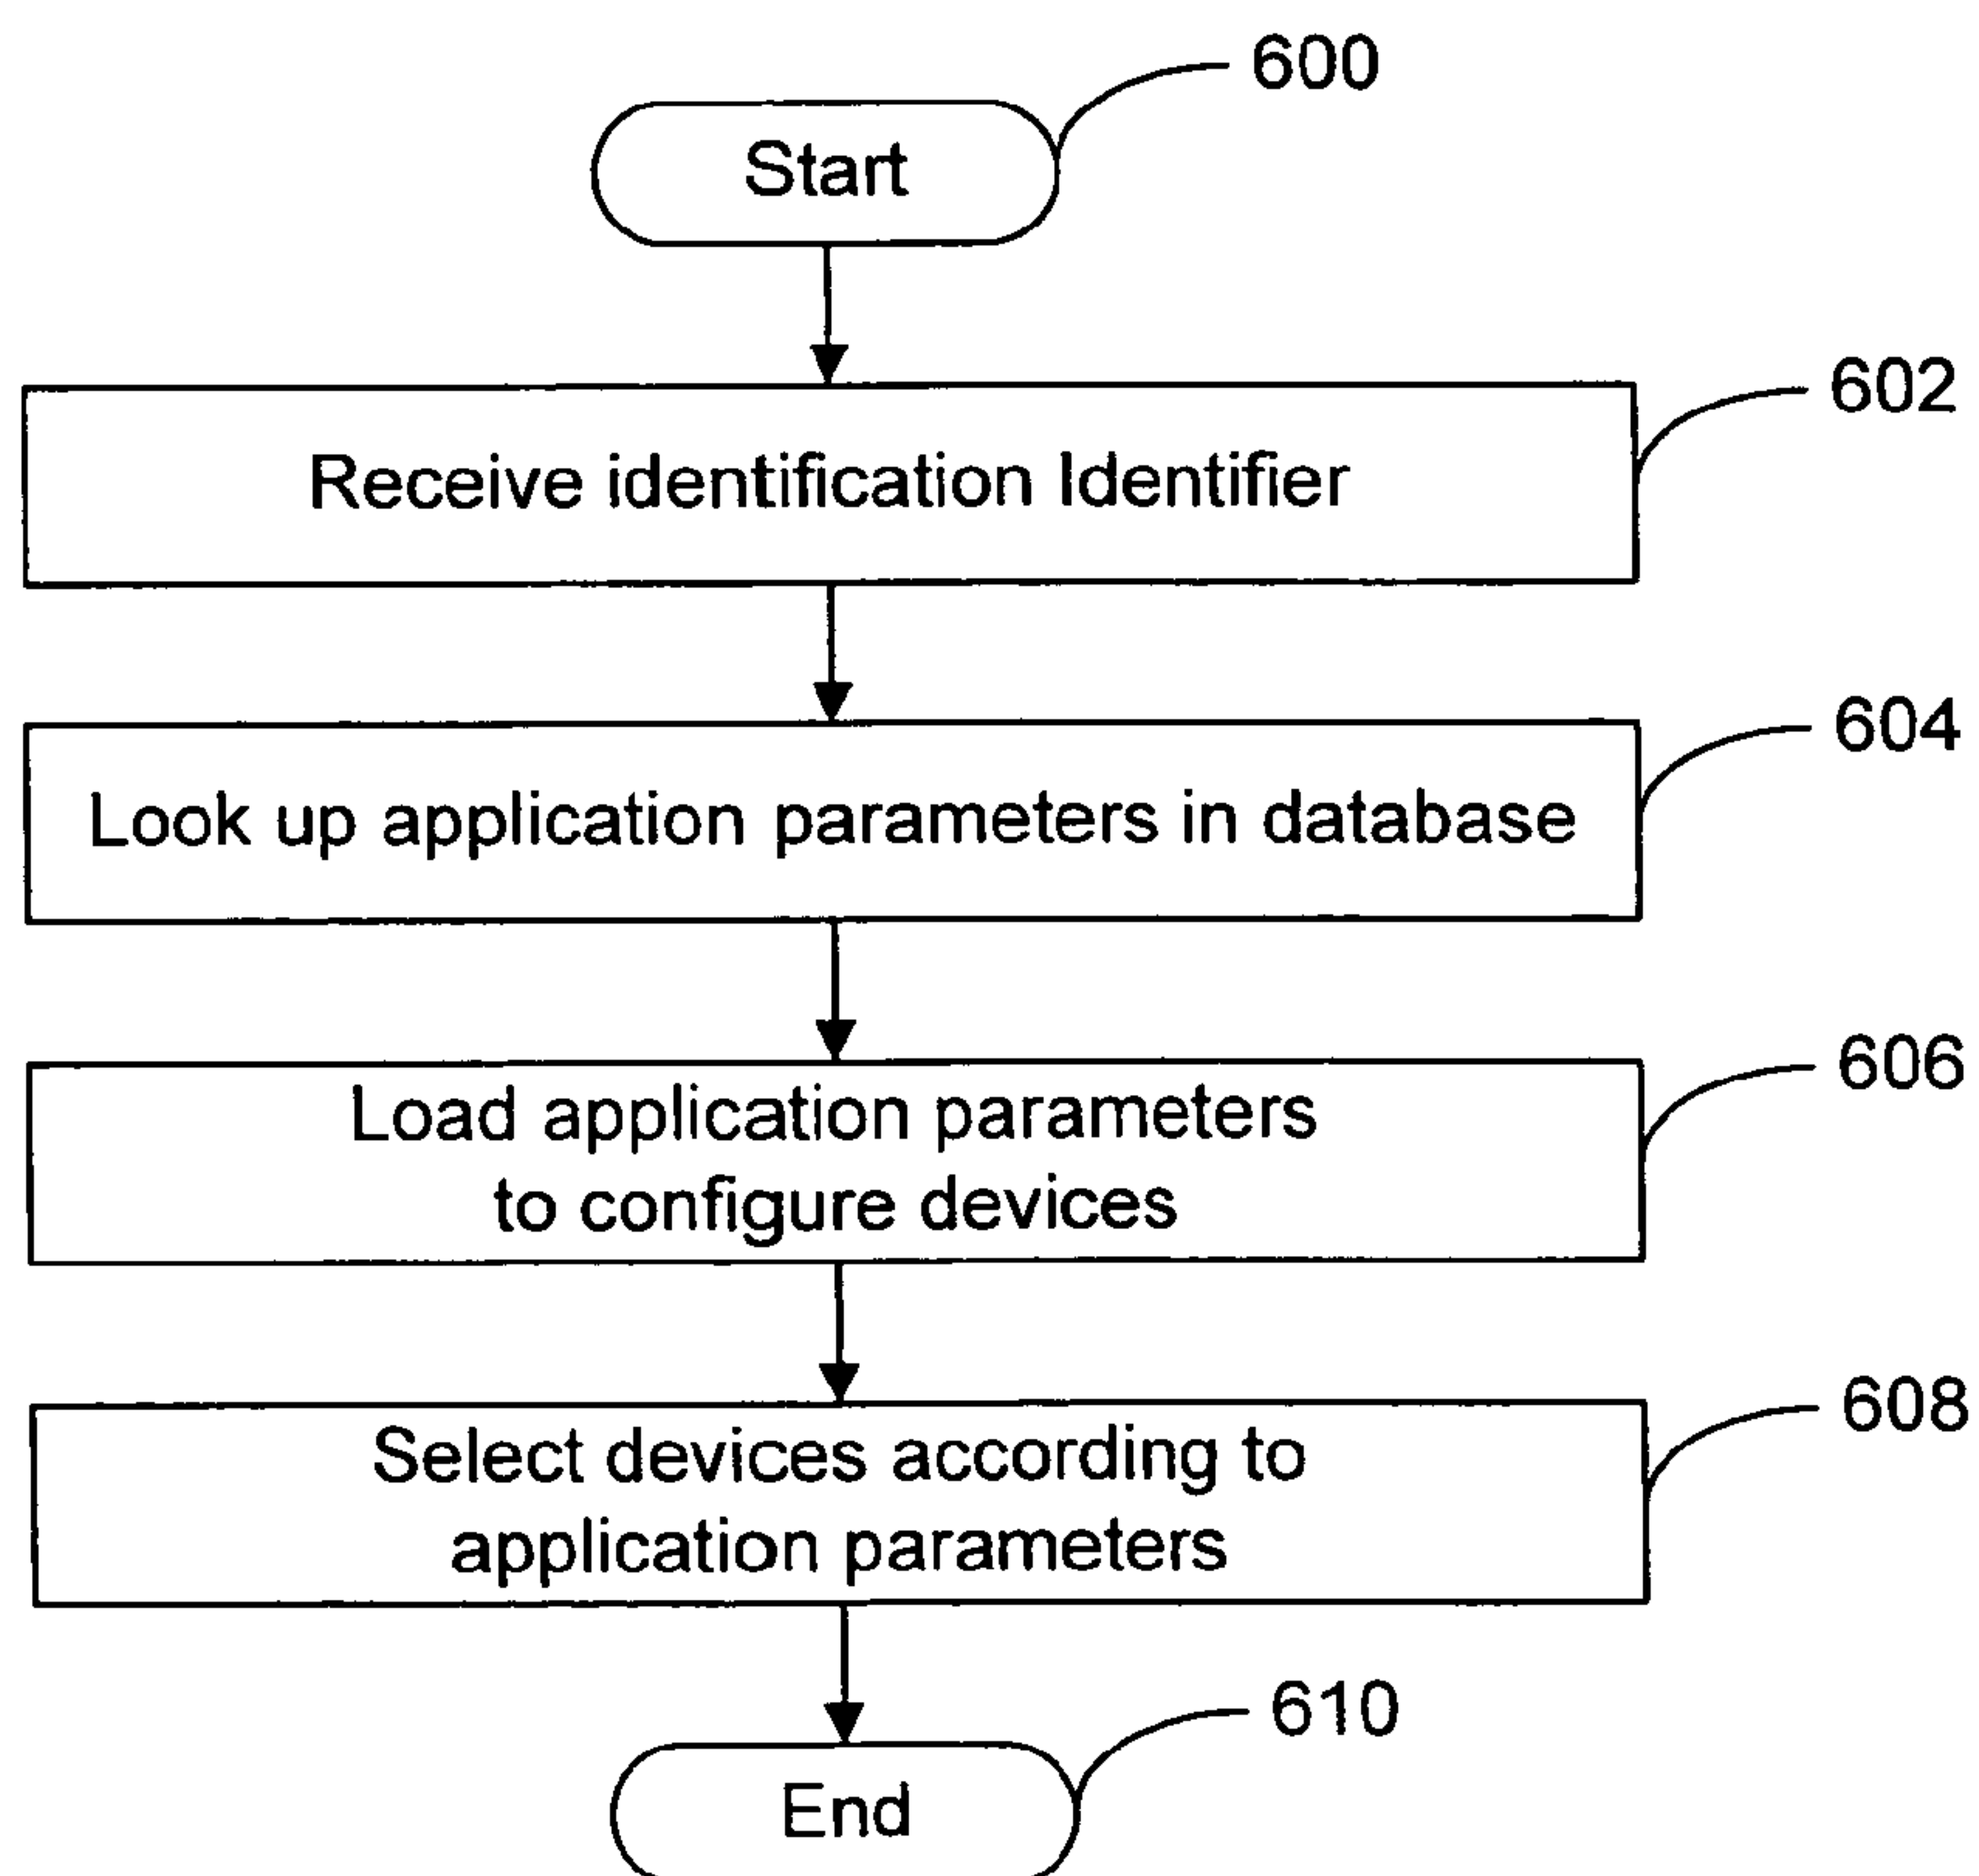 600
Start
602
Receive identification Identifier
604
Look up application parameters in database
606
Load application parameters
to configure devices
608
Select devices according to
application parameters
610
End